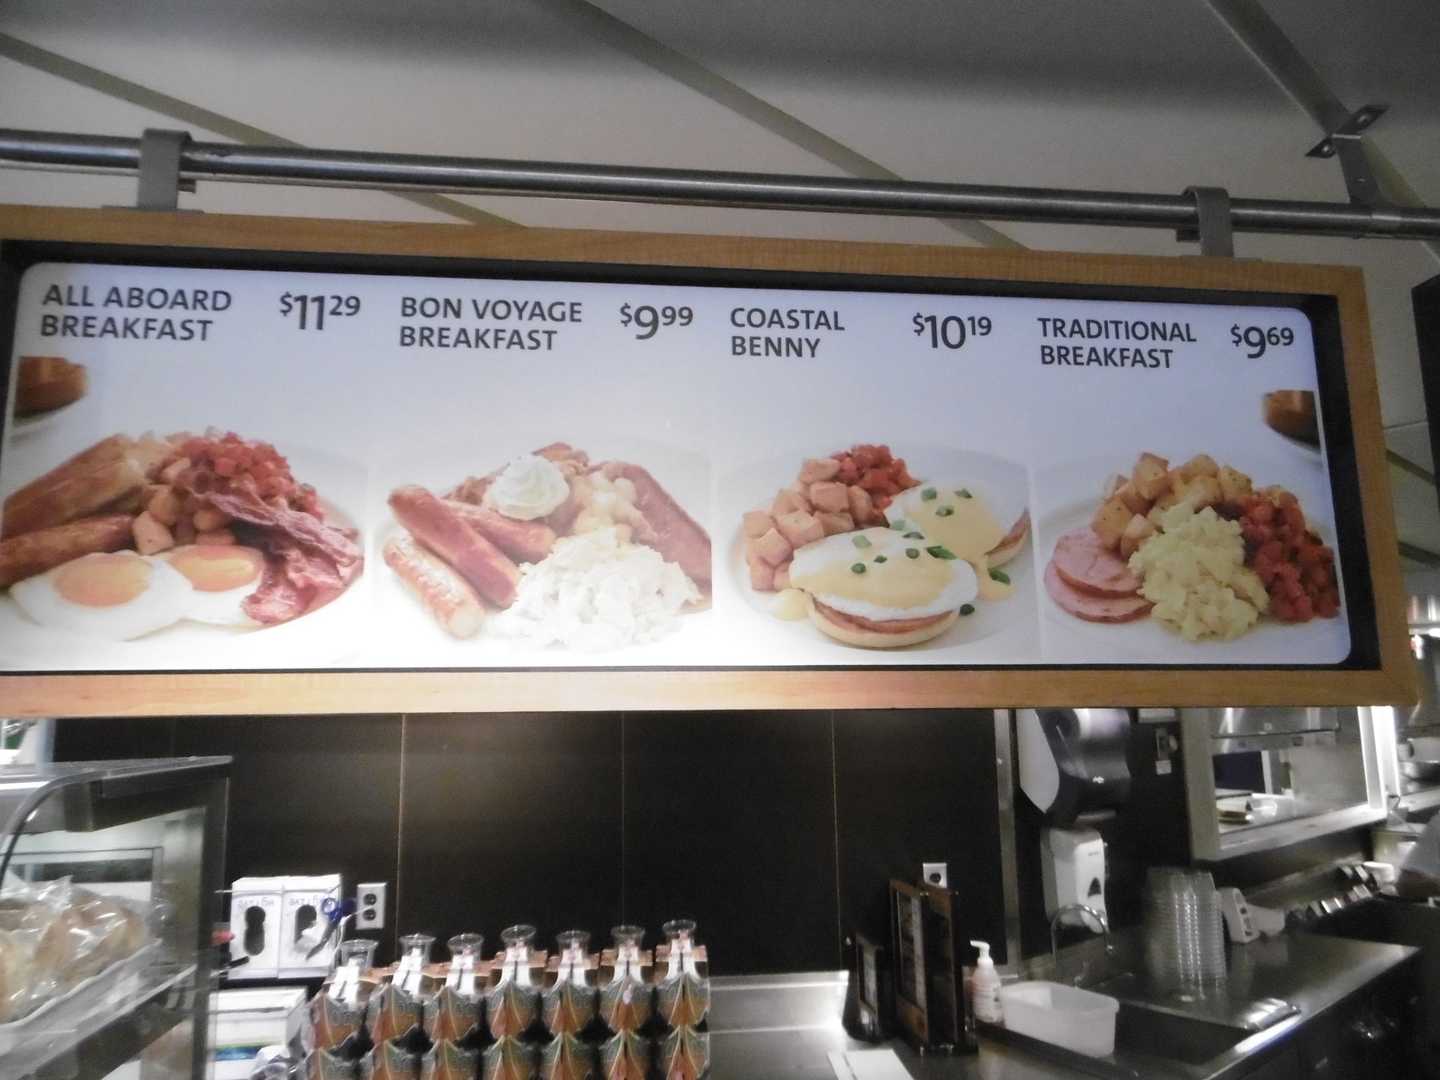 ALL ABOARD
BREAKFAST
$11 29
BON VOYAGE
BREAKFAST
$9 99
COASTAL
BENNY
$10 19
TRADITIONAL
BREAKFAST
$9 69